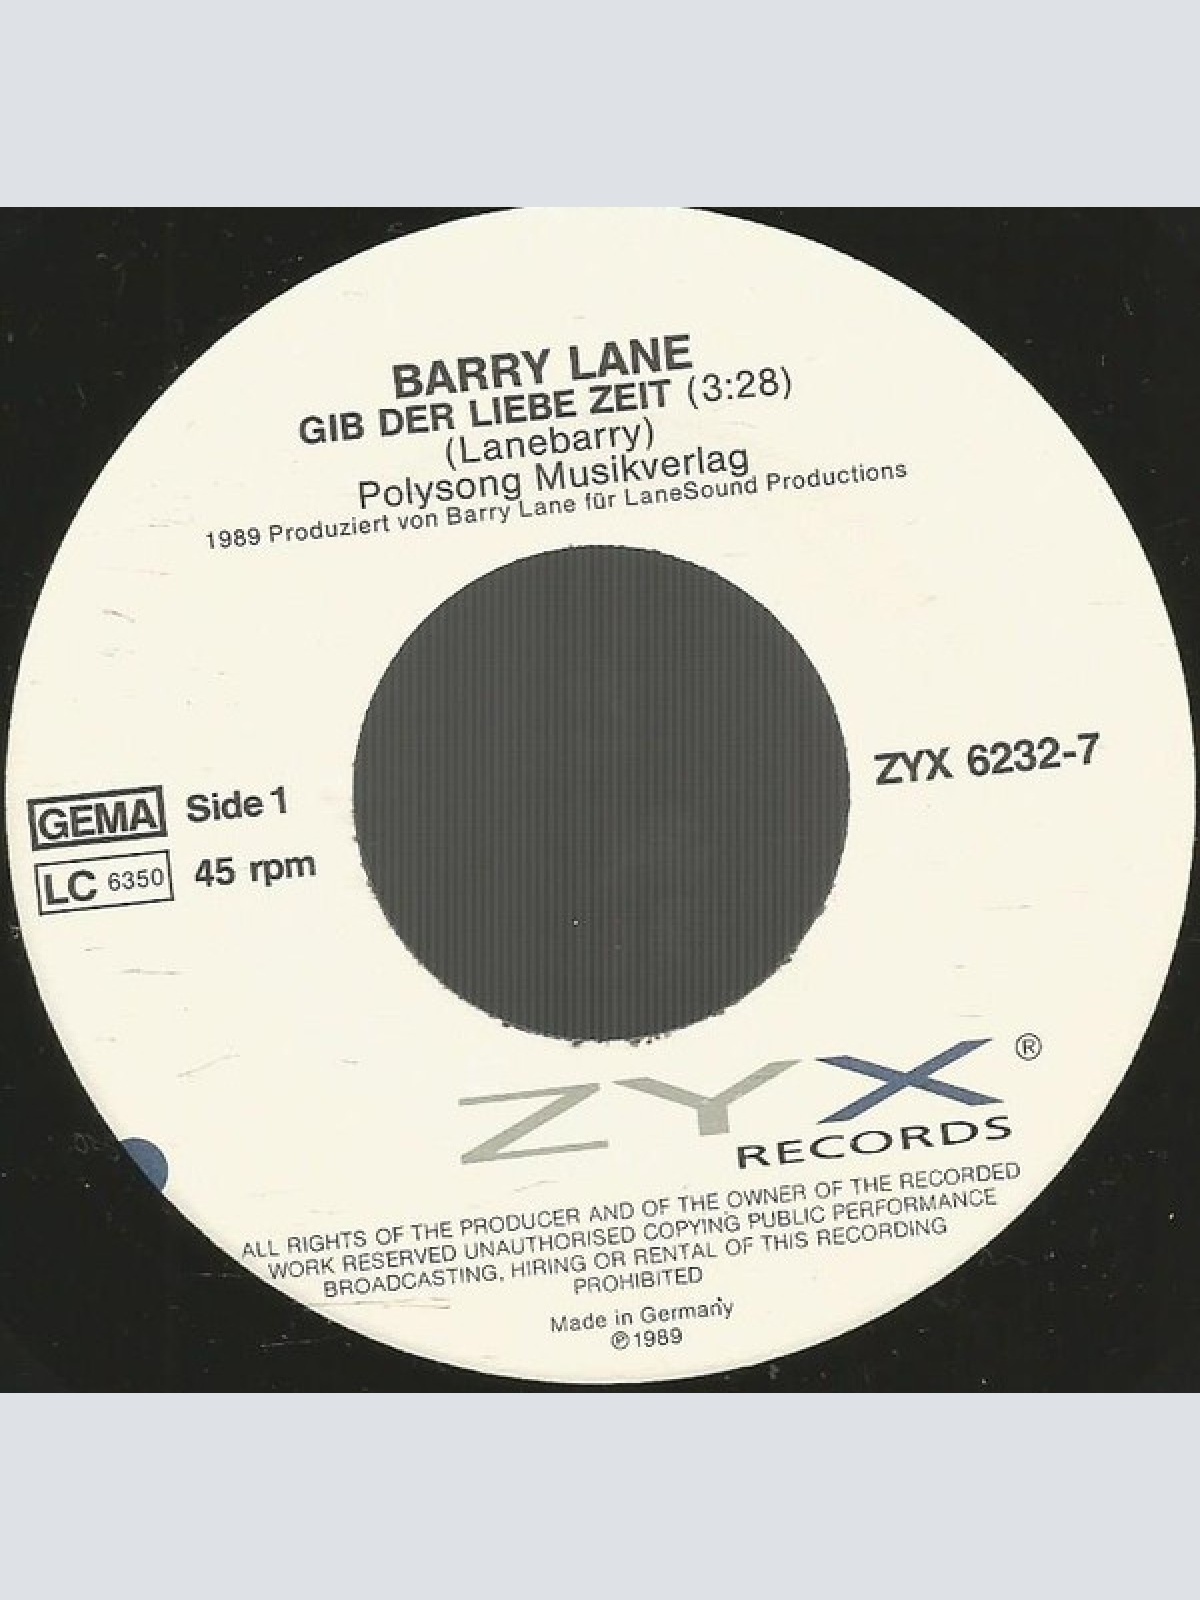 BARRY LANE
GIB DER LIEBE ZEIT (3:28)
(Lanebarry)
Polysong Musikverlag
1989 Produziert von Barry Lane für LaneSound Productions
ZYX 6232-7
GEMA Side 1
LC 6350 45 rpm
ZYX ®
RECORDS
ALL RIGHTS OF THE PRODUCER AND OF THE OWNER OF THE RECORDED
WORK RESERVED UNAUTHORISED COPYING PUBLIC PERFORMANCE
BROADCASTING, HIRING OR RENTAL OF THIS RECORDING
PROHIBITED
Made in Germany
℗ 1989